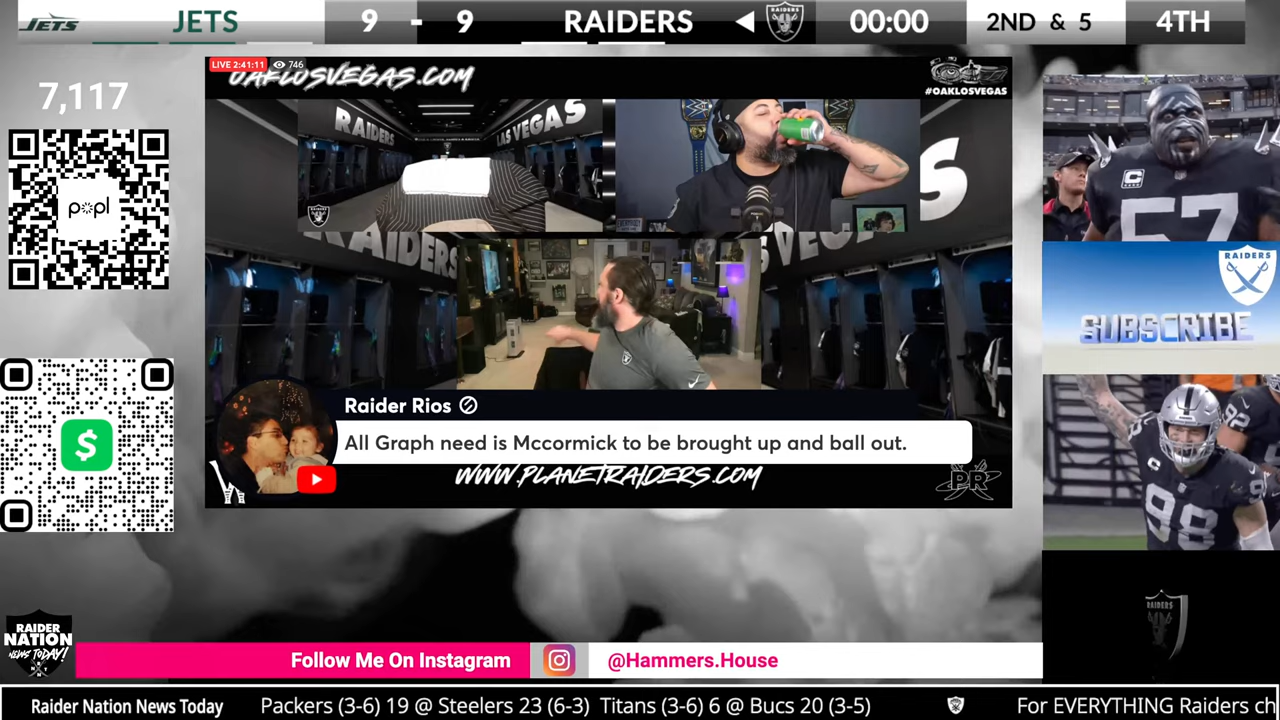 JETS
JETS
9 - 9
RAIDERS
00:00
2ND & 5
4TH
LIVE 2:41:11
746
OAKLOSVEGAS.COM
#OAKLOSVEGAS
7,117
popl
RAIDERS
LAS VEGAS
S
RAIDERS
VEGA
C
57
RAIDERS
SUBSCRIBE
Raider Rios
All Graph need is Mccormick to be brought up and ball out.
WWW.PLANETRAIDERS.COM
PR
$
C
98
92
RAIDERS
RAIDER
NATION
NEWS TODAY!
Follow Me On Instagram
@Hammers.House
Raider Nation News Today
Packers (3-6) 19 @ Steelers 23 (6-3) Titans (3-6) 6 @ Bucs 20 (3-5)
For EVERYTHING Raiders ch